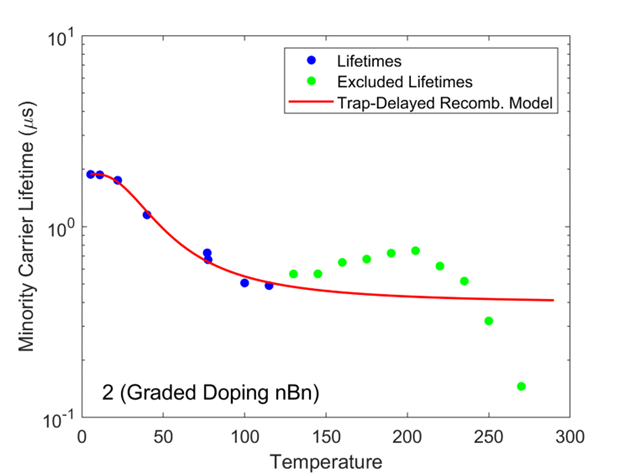 10^1
Lifetimes
Excluded Lifetimes
Trap-Delayed Recomb. Model
Minority Carrier Lifetime (μs)
10^0
2 (Graded Doping nBn)
10^-1
0 50 100 150 200 250 300
Temperature